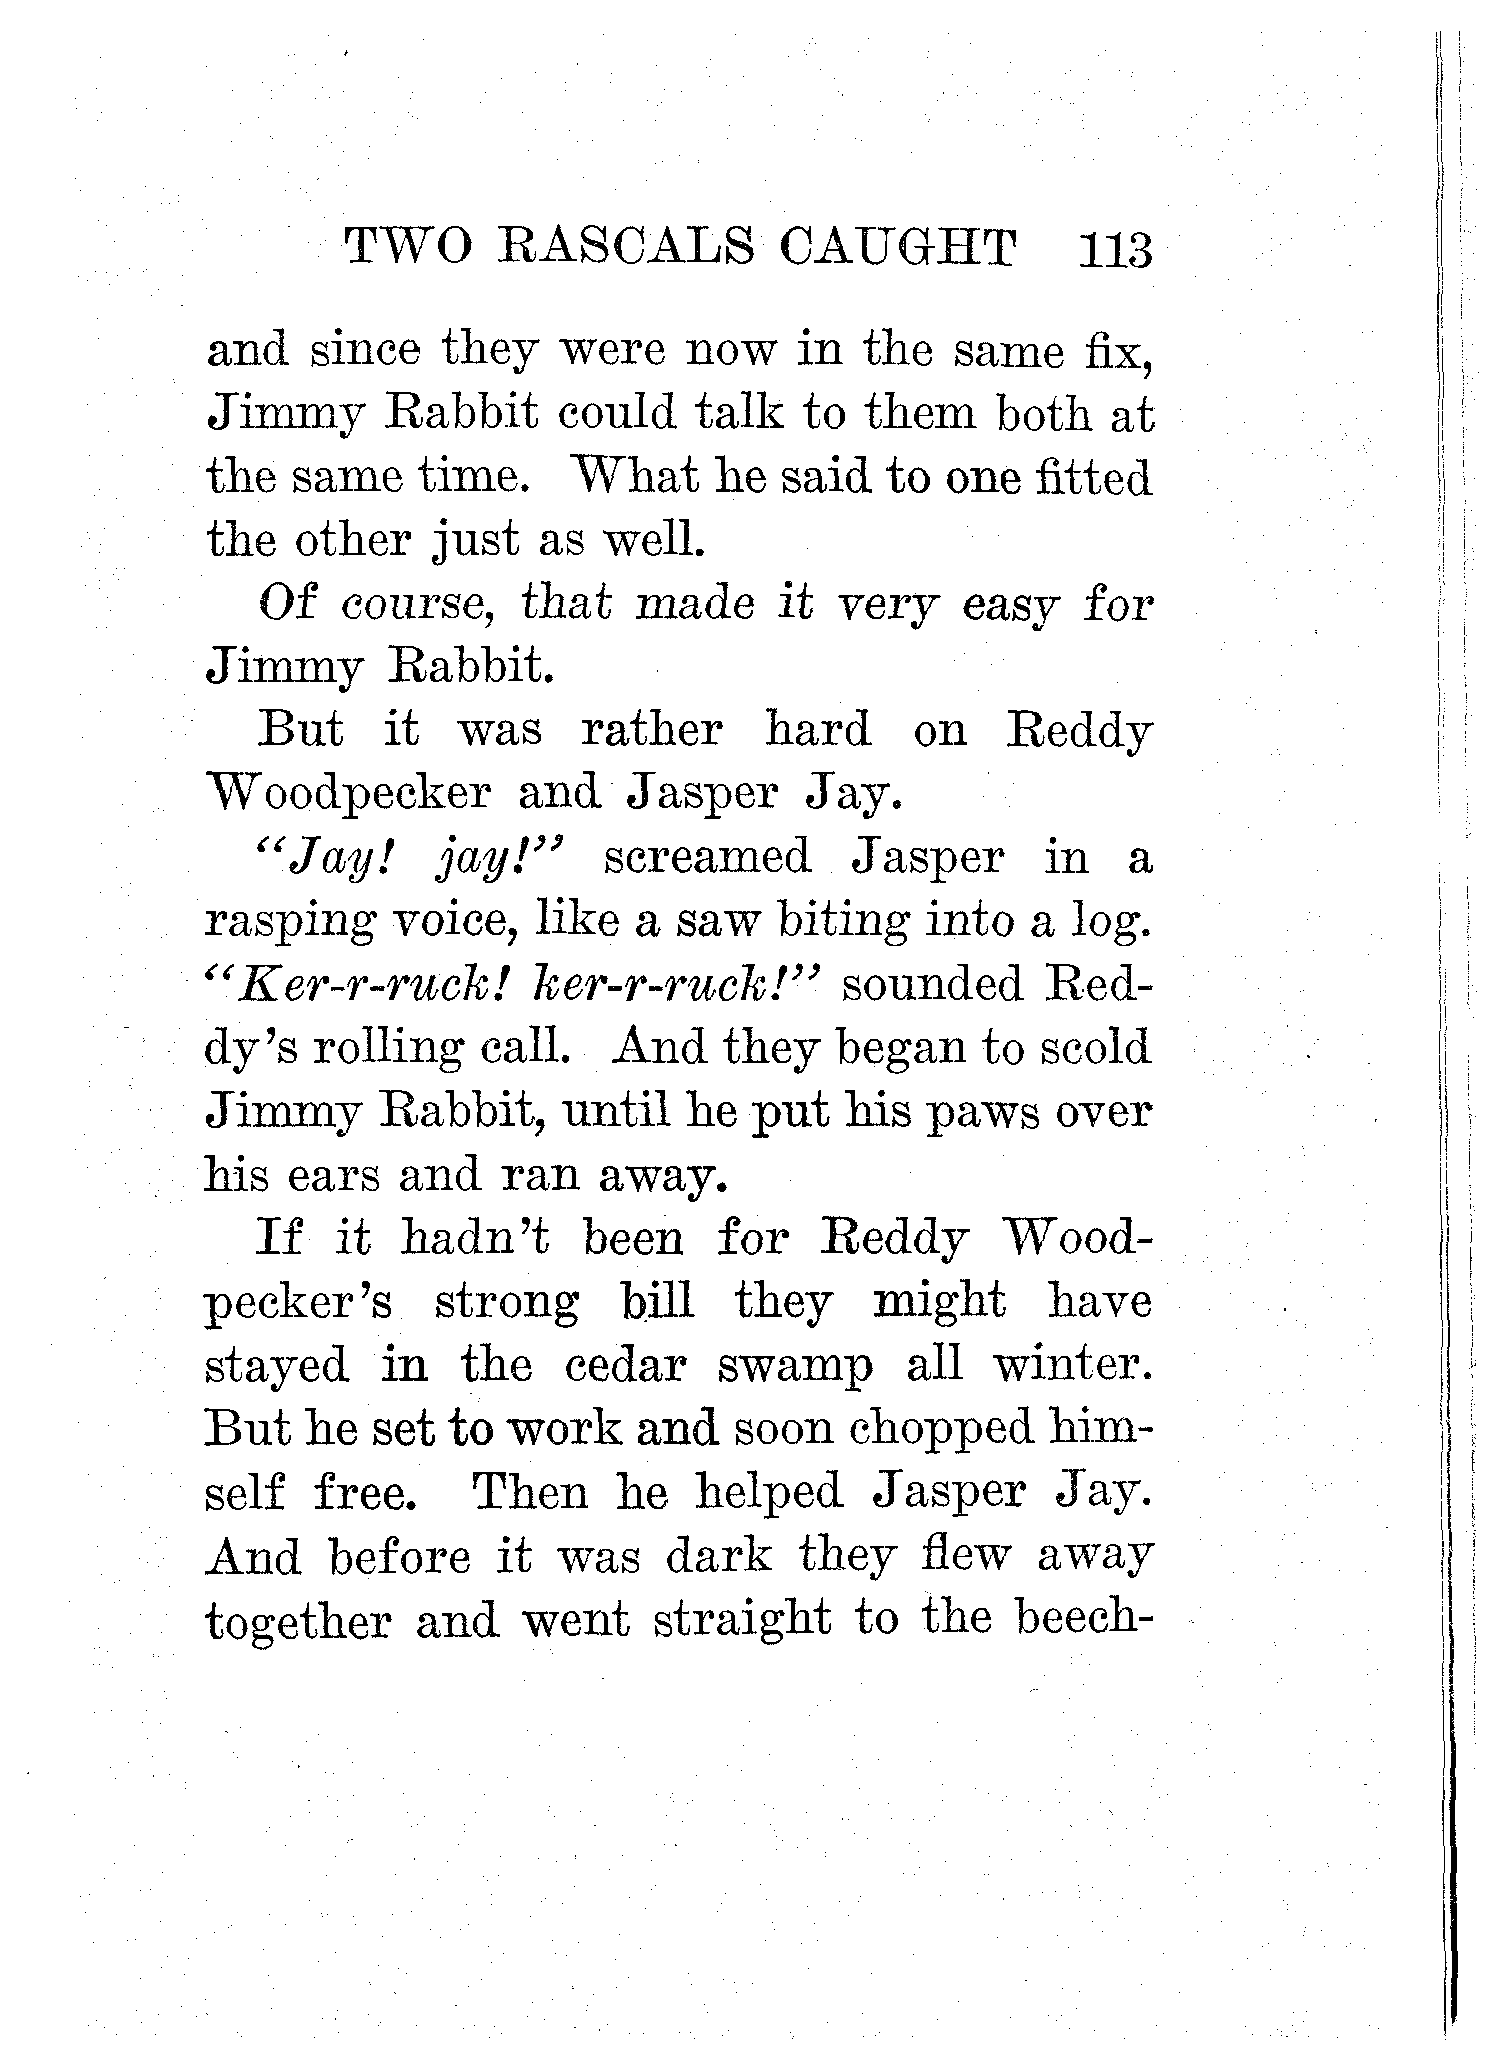 TWO RASCALS CAUGHT 113
and since they were now in the same fix,
Jimmy Rabbit could talk to them both at
the same time. What he said to one fitted
the other just as well.
Of course, that made it very easy for
Jimmy Rabbit.
But it was rather hard on Reddy
Woodpecker and Jasper Jay.
“Jay! jay!” screamed Jasper in a
rasping voice, like a saw biting into a log.
“Ker-r-ruck! ker-r-ruck!” sounded Red-
dy’s rolling call. And they began to scold
Jimmy Rabbit, until he put his paws over
his ears and ran away.
If it hadn’t been for Reddy Wood-
pecker’s strong bill they might have
stayed in the cedar swamp all winter.
But he set to work and soon chopped him-
self free. Then he helped Jasper Jay.
And before it was dark they flew away
together and went straight to the beech-